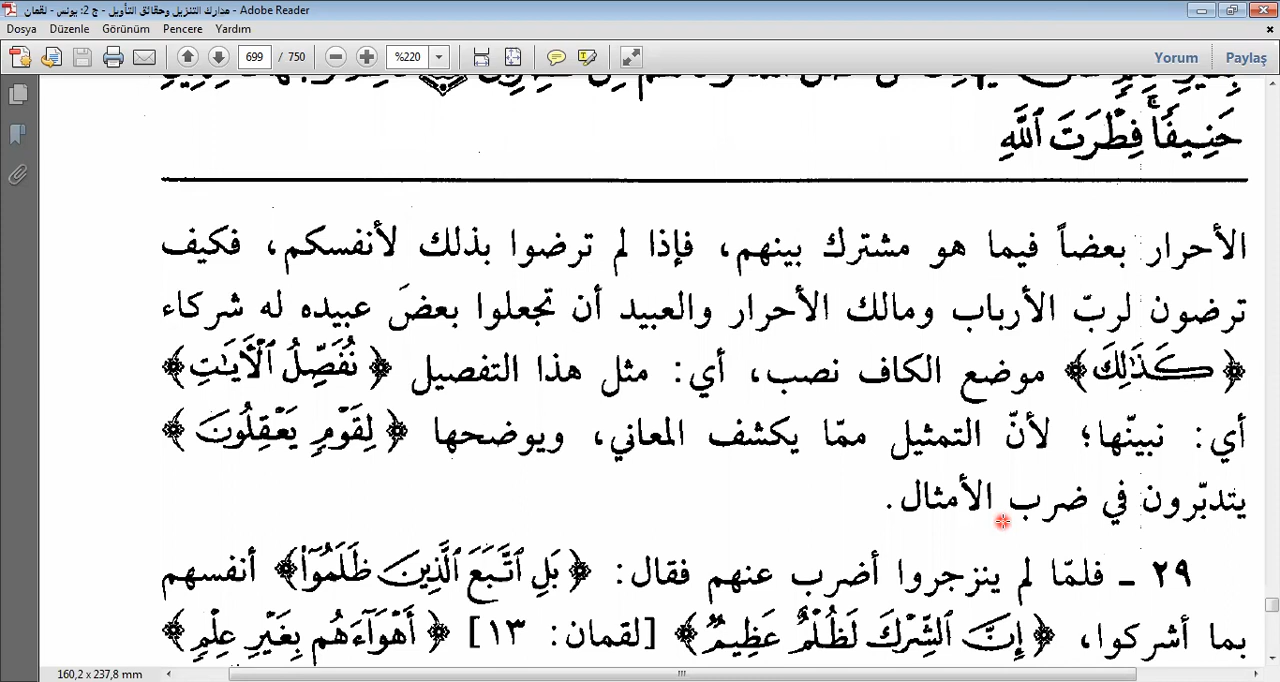 مدارك التنزيل وحقائق التأويل - ج 2: يونس - لقمان - Adobe Reader
Dosya Düzenle Görünüm Pencere Yardım
699 / 750 %220 Yorum Paylaş
حَنِيفًا فِطْرَتَ ٱللَّهِ
الأحرار بعضاً فيما هو مشترك بينهم، فإذا لم ترضوا بذلك لأنفسكم، فكيف
ترضون لربّ الأرباب ومالك الأحرار والعبيد أن تجعلوا بعضَ عبيده له شركاء
﴿كَذَٰلِكَ﴾ موضع الكاف نصب، أي: مثل هذا التفصيل ﴿نُفَصِّلُ ٱلْأَيَٰتِ﴾
أي: نبينّها؛ لأنّ التمثيل ممّا يكشف المعاني، ويوضحها ﴿لِقَوْمٍ يَعْقِلُونَ﴾
يتدبّرون في ضرب الأمثال.
٢٩ ـ فلمّا لم ينزجروا أضرب عنهم فقال: ﴿بَلِ ٱتَّبَعَ ٱلَّذِينَ ظَلَمُوٓا۟﴾ أنفسهم
بما أشركوا، ﴿إِنَّ ٱلشِّرْكَ لَظُلْمٌ عَظِيمٌ﴾ [لقمان: ١٣] ﴿أَهْوَآءَهُم بِغَيْرِ عِلْمٍ﴾
160,2 x 237,8 mm